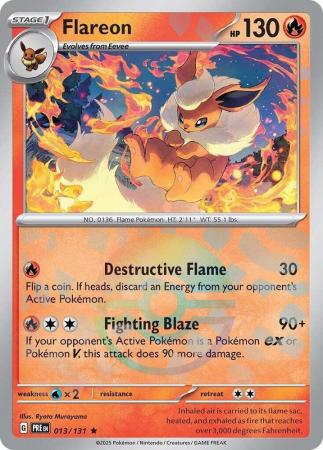 STAGE 1
Flareon
HP 130
Evolves from Eevee
NO. 0136 Flame Pokémon HT: 2'11" WT: 55.1 lbs.
Destructive Flame 30
Flip a coin. If heads, discard an Energy from your opponent's
Active Pokémon.
Fighting Blaze 90+
If your opponent's Active Pokémon is a Pokémon ex or
Pokémon V, this attack does 90 more damage.
weakness ×2 resistance retreat
Illus. Ryota Murayama
Inhaled air is carried to its flame sac,
heated, and exhaled as fire that reaches
over 3,000 degrees Fahrenheit.
G PRE EN 013/131 ★
©2025 Pokémon / Nintendo / Creatures / GAME FREAK